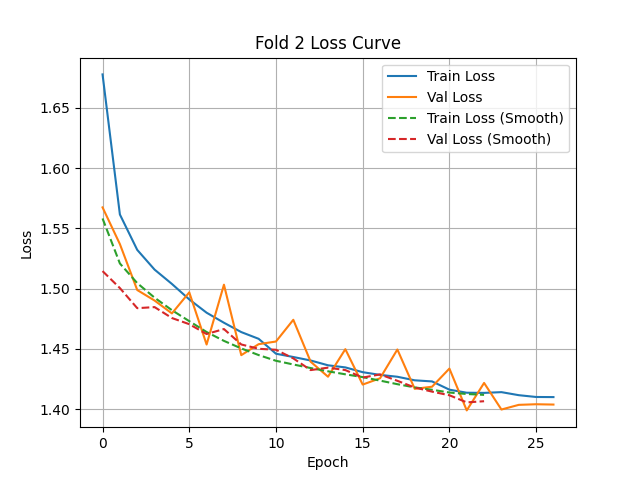 Fold 2 Loss Curve
Train Loss
Val Loss
Train Loss (Smooth)
Val Loss (Smooth)
Loss
1.65
1.60
1.55
1.50
1.45
1.40
0 5 10 15 20 25
Epoch